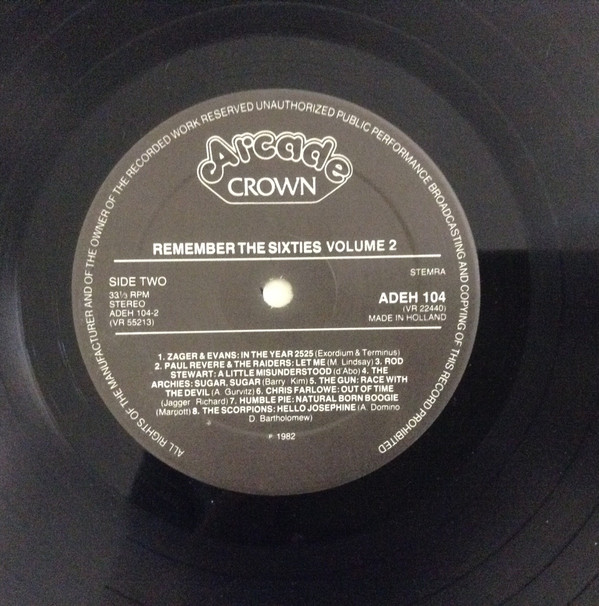 ALL RIGHTS OF THE MANUFACTURER AND OF THE OWNER OF THE RECORDED WORK RESERVED UNAUTHORIZED PUBLIC PERFORMANCE BROADCASTING AND COPYING OF THIS RECORD PROHIBITED
Arcade
CROWN
REMEMBER THE SIXTIES VOLUME 2
STEMRA
SIDE TWO
33⅓ RPM
STEREO
ADEH 104-2
(VR 55213)
ADEH 104
(VR 22440)
MADE IN HOLLAND
1. ZAGER & EVANS: IN THE YEAR 2525 (Exordium & Terminus)
2. PAUL REVERE & THE RAIDERS: LET ME (M. Lindsay) 3. ROD
STEWART: A LITTLE MISUNDERSTOOD (d'Abo) 4. THE
ARCHIES: SUGAR, SUGAR (Barry Kim) 5. THE GUN: RACE WITH
THE DEVIL (A. Gurvitz) 6. CHRIS FARLOWE: OUT OF TIME
(Jagger Richard) 7. HUMBLE PIE: NATURAL BORN BOOGIE
(Marriott) 8. THE SCORPIONS: HELLO JOSEPHINE (A. Domino
D. Bartholomew)
℗ 1982